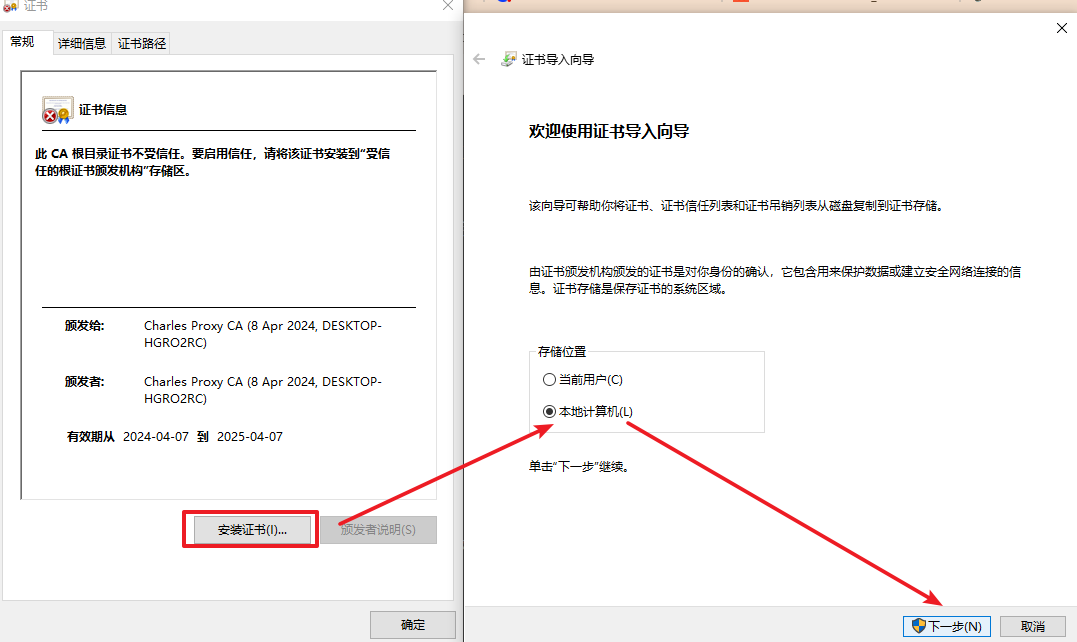 证书
常规
详细信息
证书路径
证书信息
此 CA 根目录证书不受信任。要启用信任，请将该证书安装到“受信
任的根证书颁发机构”存储区。
颁发给:
Charles Proxy CA (8 Apr 2024, DESKTOP-
HGRO2RC)
颁发者:
Charles Proxy CA (8 Apr 2024, DESKTOP-
HGRO2RC)
有效期从 2024-04-07 到 2025-04-07
安装证书(I)...
颁发者说明(S)
确定
证书导入向导
欢迎使用证书导入向导
该向导可帮助你将证书、证书信任列表和证书吊销列表从磁盘复制到证书存储。
由证书颁发机构颁发的证书是对你身份的确认，它包含用来保护数据或建立安全网络连接的信
息。证书存储是保存证书的系统区域。
存储位置
当前用户(C)
本地计算机(L)
单击“下一步”继续。
下一步(N)
取消